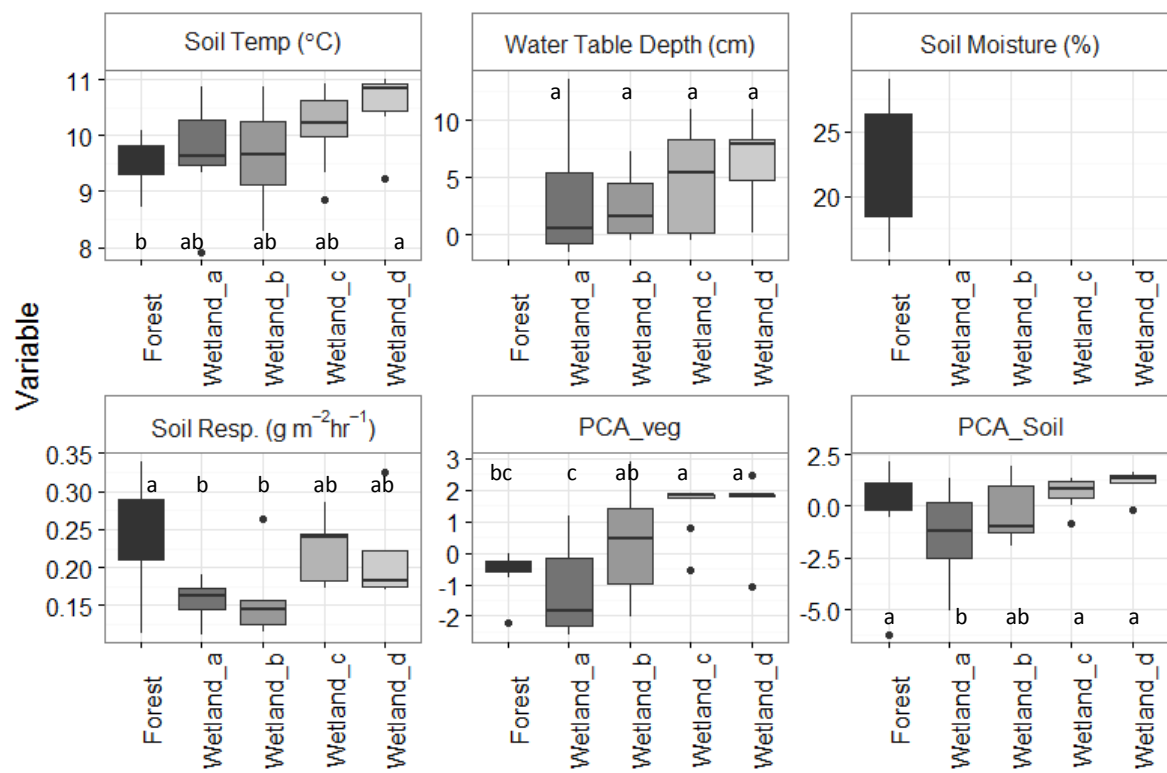 Soil Temp (°C)
Water Table Depth (cm)
Soil Moisture (%)
11
10
9
8
b ab ab ab a
10
5
0
a a a a
25
20
Forest
Wetland_a
Wetland_b
Wetland_c
Wetland_d
Forest
Wetland_a
Wetland_b
Wetland_c
Wetland_d
Forest
Wetland_a
Wetland_b
Wetland_c
Wetland_d
Variable
Soil Resp. (g m⁻²hr⁻¹)
PCA_veg
PCA_Soil
0.35
0.30
0.25
0.20
0.15
a b b ab ab
3
2
1
0
-1
-2
bc c ab a a
2.5
0.0
-2.5
-5.0
a b ab a a
Forest
Wetland_a
Wetland_b
Wetland_c
Wetland_d
Forest
Wetland_a
Wetland_b
Wetland_c
Wetland_d
Forest
Wetland_a
Wetland_b
Wetland_c
Wetland_d